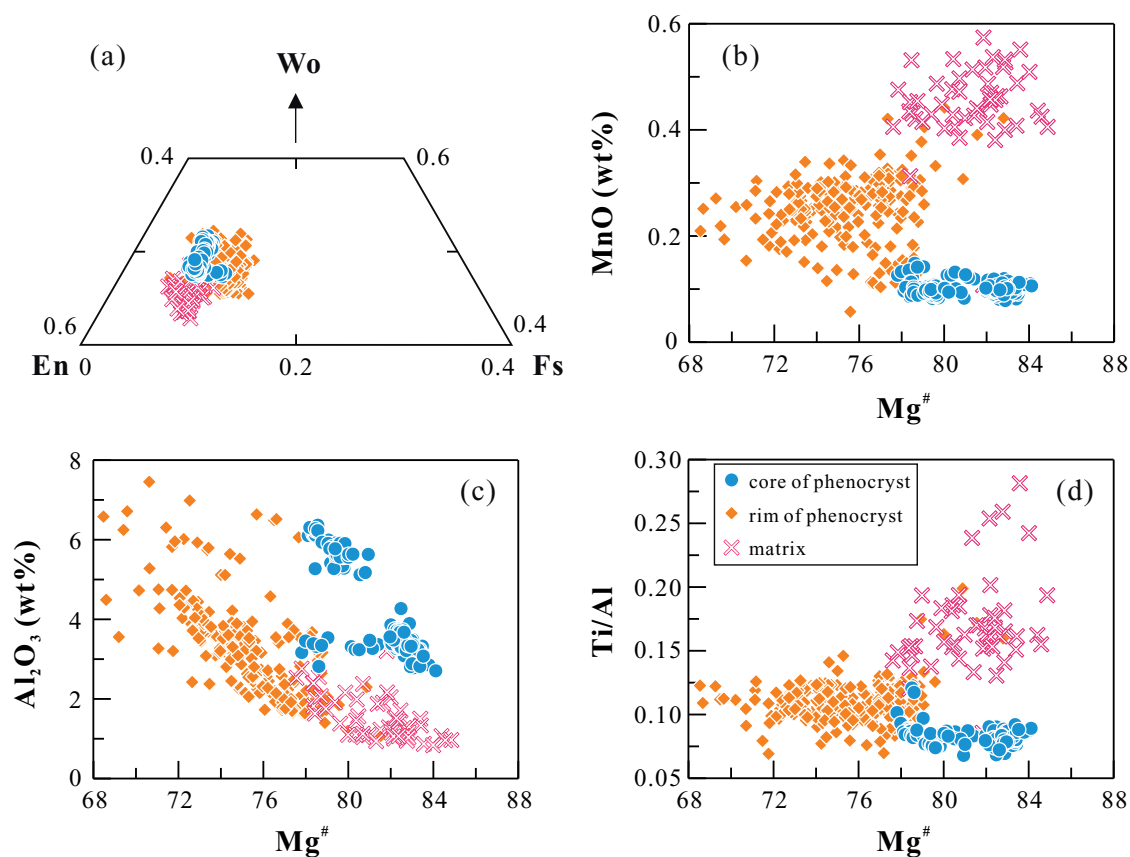 (a)
Wo
0.4
0.6
0.6
0.4
En
0
0.2
0.4
Fs
(b)
MnO (wt%)
0.6
0.4
0.2
0
68
72
76
80
84
88
Mg#
(c)
Al2O3 (wt%)
8
6
4
2
0
68
72
76
80
84
88
Mg#
(d)
Ti/Al
0.30
0.25
0.20
0.15
0.10
0.05
core of phenocryst
rim of phenocryst
matrix
68
72
76
80
84
88
Mg#